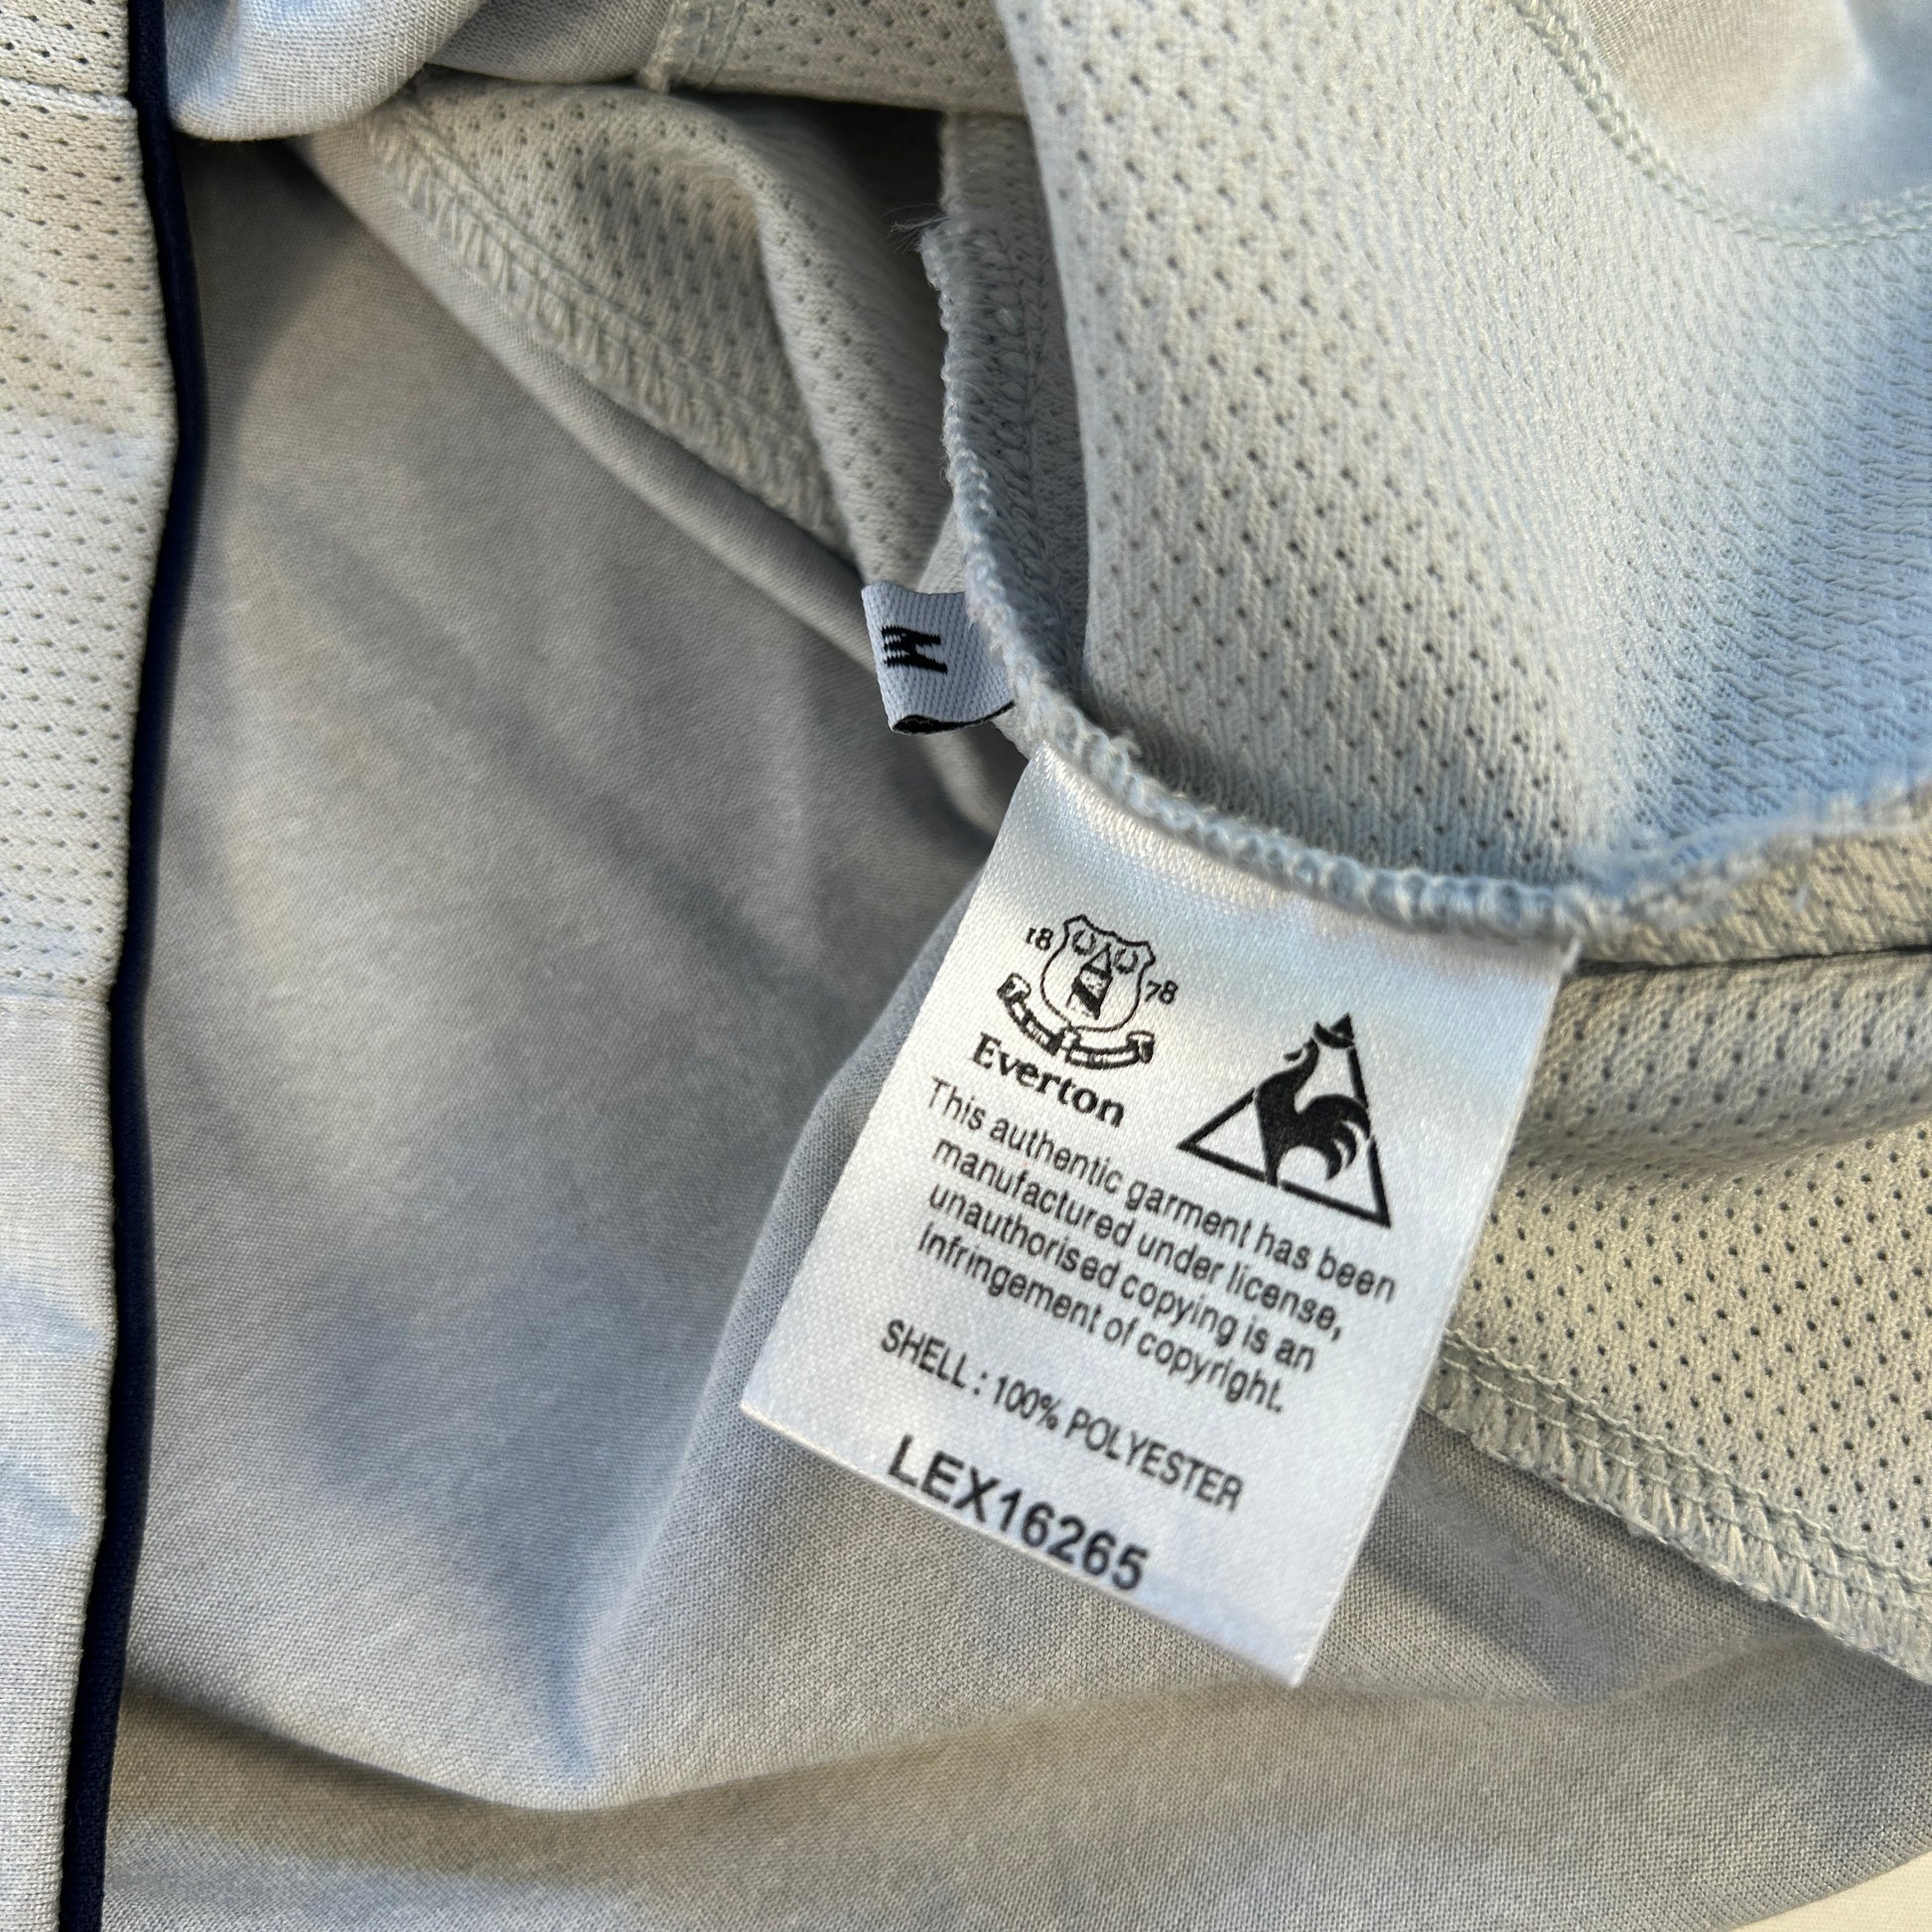 M
18 78
Everton
This authentic garment has been
manufactured under license,
unauthorised copying is an
infringement of copyright.
SHELL : 100% POLYESTER
LEX16265